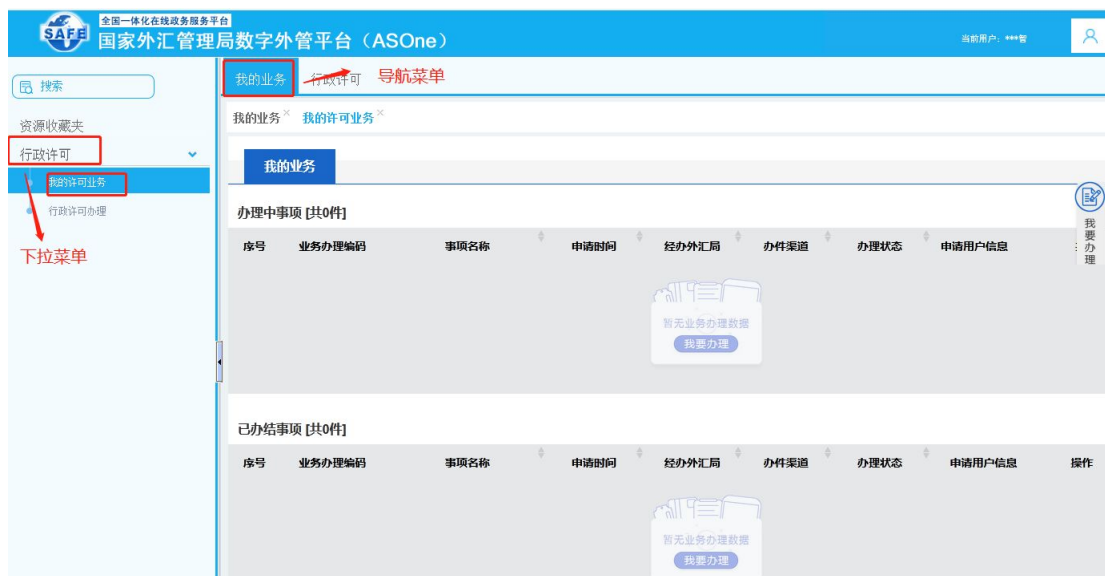 SAFE
全国一体化在线政务服务平台
国家外汇管理局数字外管平台（ASOne）
当前用户：***智
搜索
我的业务 行政许可 导航菜单
资源收藏夹
我的业务 我的许可业务
行政许可
我的许可业务
行政许可办理
下拉菜单
我的业务
我要办理
办理中事项 [共0件]
序号 业务办理编码 事项名称 申请时间 经办外汇局 办件渠道 办理状态 申请用户信息
暂无业务办理数据
我要办理
已办结事项 [共0件]
序号 业务办理编码 事项名称 申请时间 经办外汇局 办件渠道 办理状态 申请用户信息 操作
暂无业务办理数据
我要办理